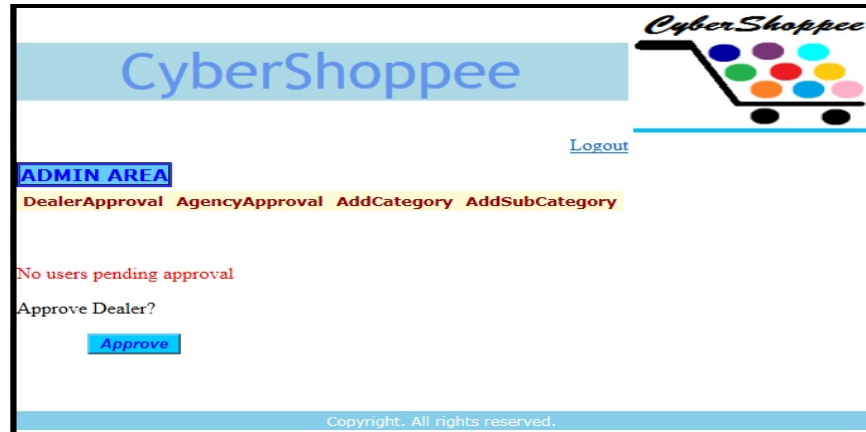 CyberShoppee
CyberShoppee
Logout
ADMIN AREA
DealerApproval AgencyApproval AddCategory AddSubCategory
No users pending approval
Approve Dealer?
Approve
Copyright. All rights reserved.